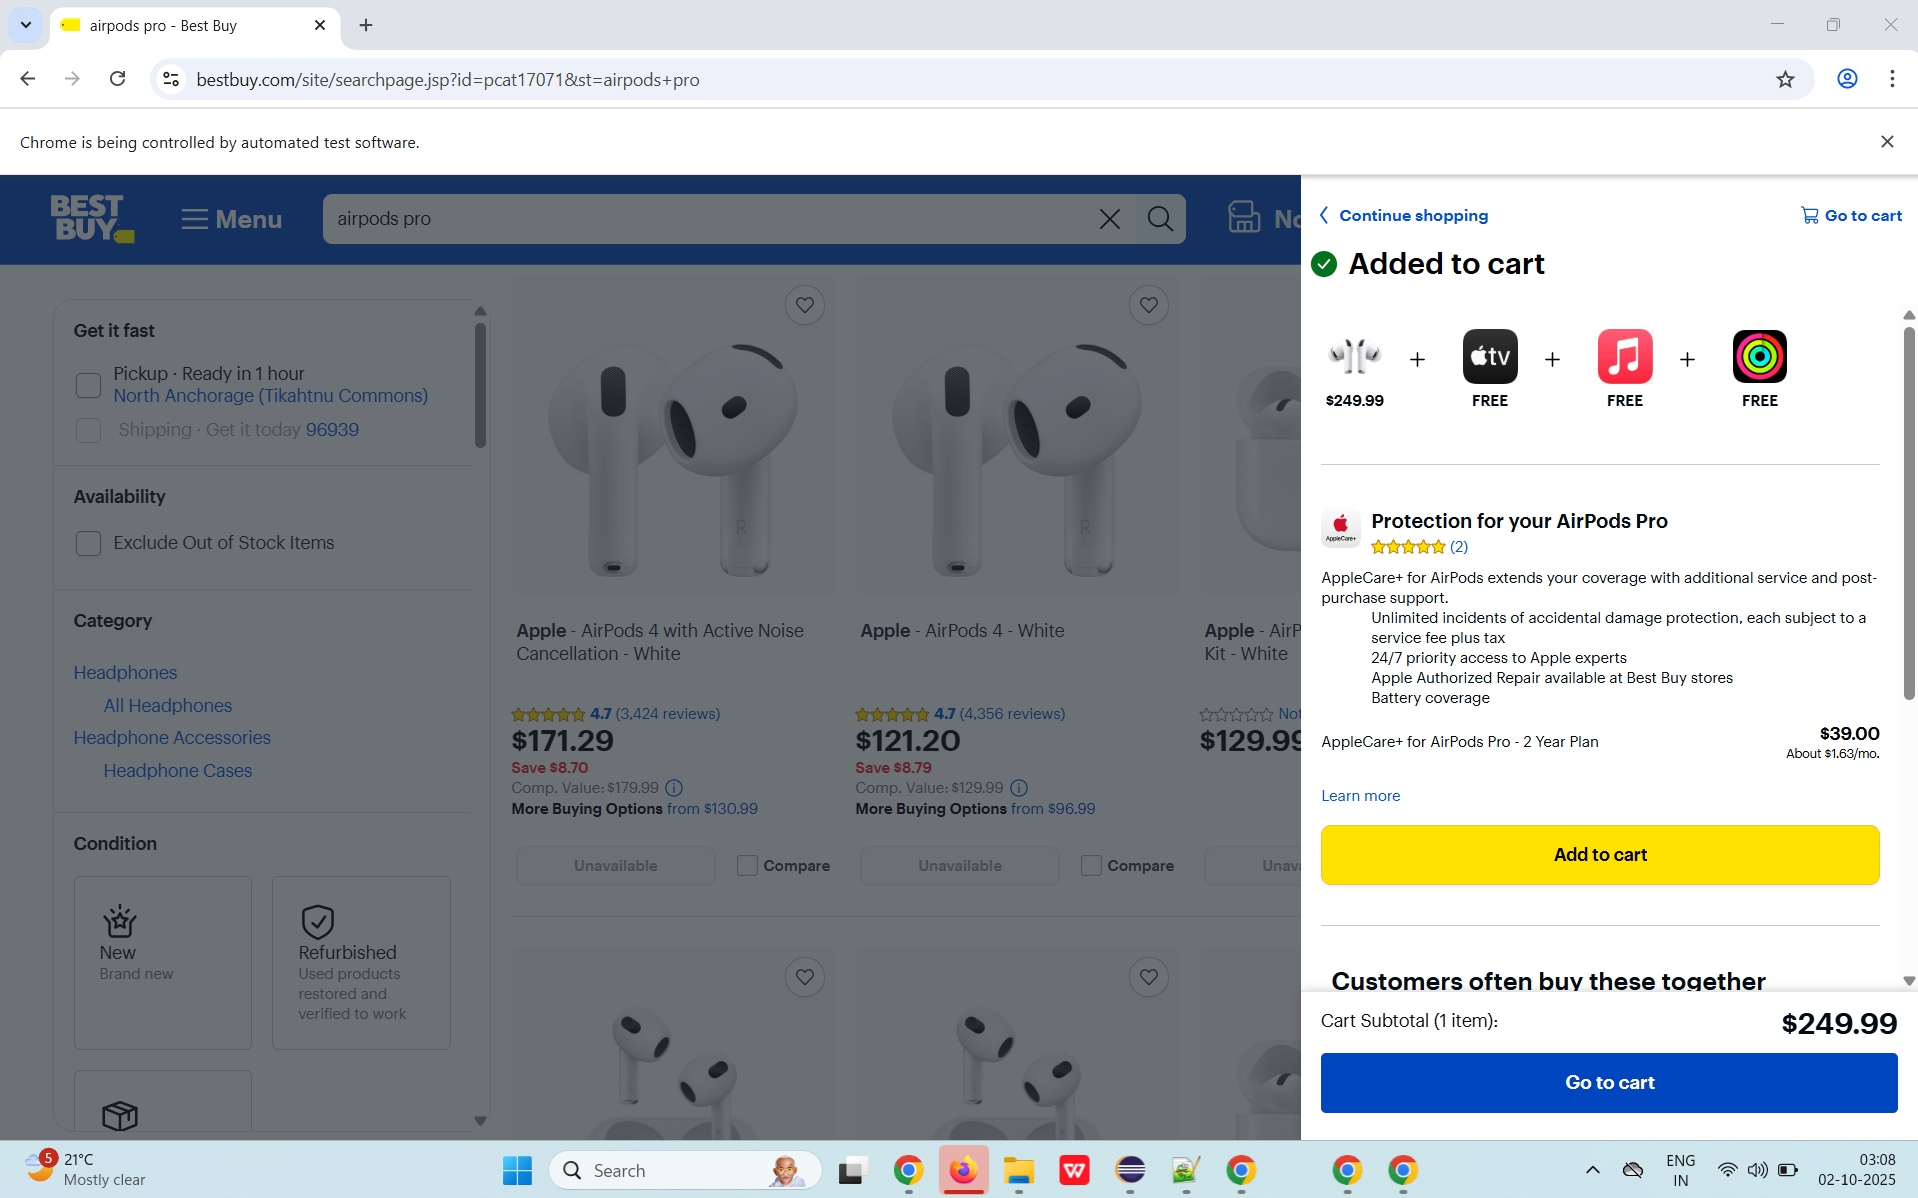 airpods pro - Best Buy
bestbuy.com/site/searchpage.jsp?id=pcat17071&st=airpods+pro
Chrome is being controlled by automated test software.
BEST BUY
Menu
airpods pro
No
Get it fast
Pickup · Ready in 1 hour
North Anchorage (Tikahtnu Commons)
Shipping · Get it today 96939
Availability
Exclude Out of Stock Items
Category
Headphones
All Headphones
Headphone Accessories
Headphone Cases
Condition
New
Brand new
Refurbished
Used products
restored and
verified to work
Apple - AirPods 4 with Active Noise
Cancellation - White
4.7 (3,424 reviews)
$171.29
Save $8.70
Comp. Value: $179.99
More Buying Options from $130.99
Unavailable
Compare
Apple - AirPods 4 - White
4.7 (4,356 reviews)
$121.20
Save $8.79
Comp. Value: $129.99
More Buying Options from $96.99
Unavailable
Compare
Apple - AirP
Kit - White
Not
$129.99
Unava
Continue shopping
Go to cart
Added to cart
$249.99
+
tv
FREE
+
FREE
+
FREE
AppleCare+
Protection for your AirPods Pro
(2)
AppleCare+ for AirPods extends your coverage with additional service and post-
purchase support.
Unlimited incidents of accidental damage protection, each subject to a
service fee plus tax
24/7 priority access to Apple experts
Apple Authorized Repair available at Best Buy stores
Battery coverage
AppleCare+ for AirPods Pro - 2 Year Plan
$39.00
About $1.63/mo.
Learn more
Add to cart
Customers often buy these together
Cart Subtotal (1 item):
$249.99
Go to cart
5
21°C
Mostly clear
Search
W
ENG
IN
03:08
02-10-2025